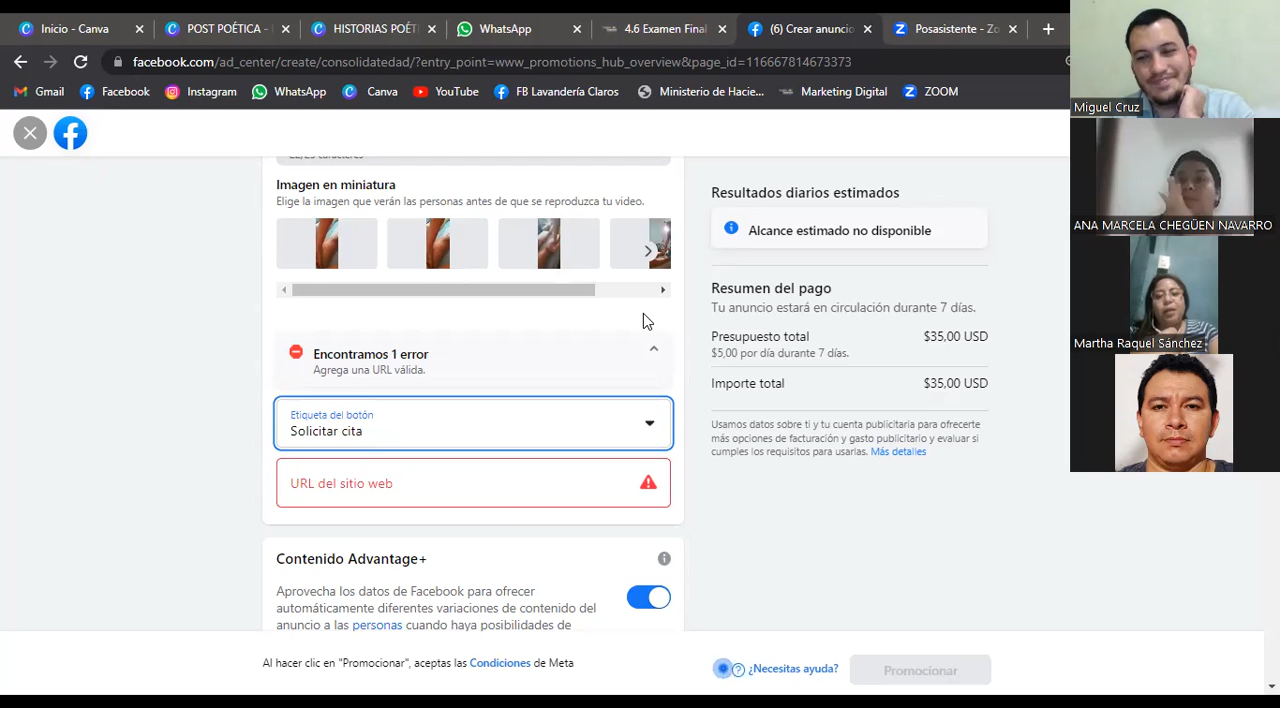 Inicio - Canva
POST POÉTICA -
HISTORIAS POÉT
WhatsApp
4.6 Examen Final
(6) Crear anuncio
Posasistente - Zo
facebook.com/ad_center/create/consolidatedad/?entry_point=www_promotions_hub_overview&page_id=116667814673373
Gmail
Facebook
Instagram
WhatsApp
Canva
YouTube
FB Lavandería Claros
Ministerio de Hacie...
Marketing Digital
ZOOM
Imagen en miniatura
Elige la imagen que verán las personas antes de que se reproduzca tu video.
Encontramos 1 error
Agrega una URL válida.
Etiqueta del botón
Solicitar cita
URL del sitio web
Contenido Advantage+
Aprovecha los datos de Facebook para ofrecer
automáticamente diferentes variaciones de contenido del
anuncio a las personas cuando haya posibilidades de
Resultados diarios estimados
Alcance estimado no disponible
Resumen del pago
Tu anuncio estará en circulación durante 7 días.
Presupuesto total $35,00 USD
$5,00 por día durante 7 días.
Importe total $35,00 USD
Usamos datos sobre ti y tu cuenta publicitaria para ofrecerte
más opciones de facturación y gasto publicitario y evaluar si
cumples los requisitos para usarlas. Más detalles
Al hacer clic en "Promocionar", aceptas las Condiciones de Meta
¿Necesitas ayuda?
Promocionar
Miguel Cruz
ANA MARCELA CHEGÜEN NAVARRO
Martha Raquel Sánchez